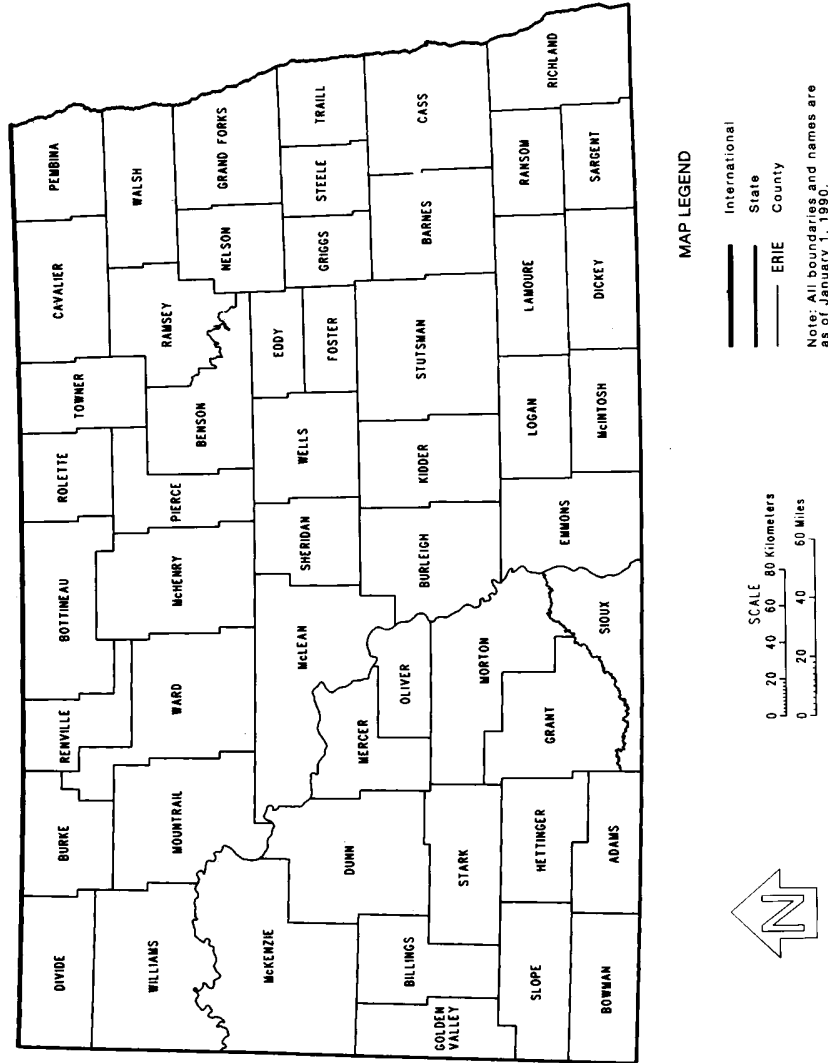 DIVIDE
BURKE
RENVILLE
BOTTINEAU
ROLETTE
TOWNER
CAVALIER
PEMBINA
WILLIAMS
MOUNTRAIL
WARD
McHENRY
PIERCE
BENSON
RAMSEY
WALSH
McKENZIE
DUNN
MERCER
McLEAN
SHERIDAN
WELLS
EDDY
FOSTER
NELSON
GRAND FORKS
GRIGGS
STEELE
TRAILL
GOLDEN
VALLEY
BILLINGS
STARK
OLIVER
MORTON
BURLEIGH
KIDDER
STUTSMAN
BARNES
CASS
SLOPE
HETTINGER
GRANT
SIOUX
EMMONS
LOGAN
LAMOURE
RANSOM
RICHLAND
BOWMAN
ADAMS
McINTOSH
DICKEY
SARGENT
N
SCALE
0 20 40 60 80 Kilometers
0 20 40 60 Miles
MAP LEGEND
International
State
ERIE County
Note: All boundaries and names are
as of January 1, 1990.